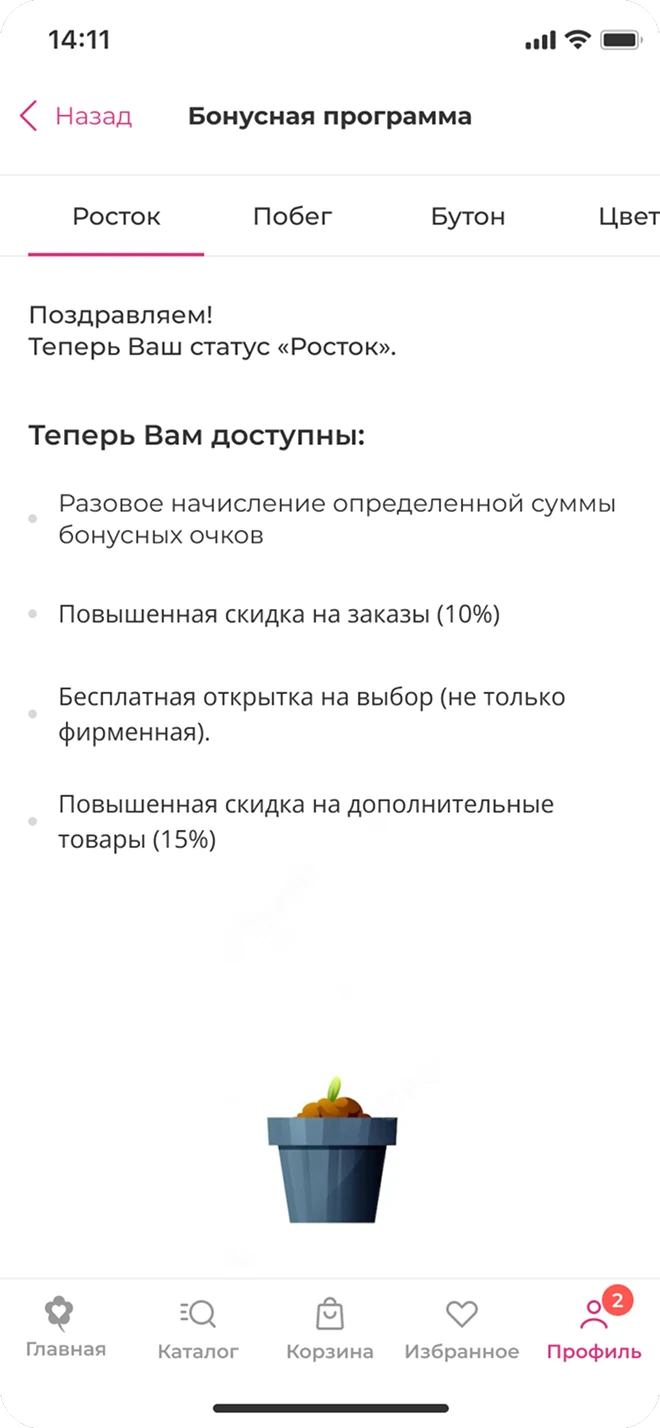 14:11
Назад
Бонусная программа
Росток
Побег
Бутон
Цвет
Поздравляем!
Теперь Ваш статус «Росток».
Теперь Вам доступны:
Разовое начисление определенной суммы
бонусных очков
Повышенная скидка на заказы (10%)
Бесплатная открытка на выбор (не только
фирменная).
Повышенная скидка на дополнительные
товары (15%)
2
Главная
Каталог
Корзина
Избранное
Профиль